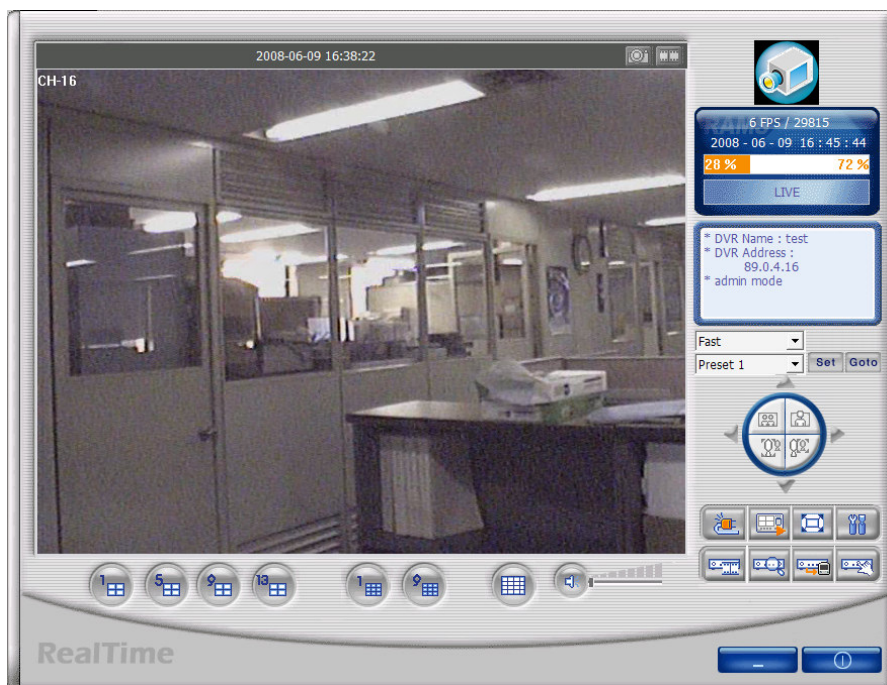 2008-06-09 16:38:22
CH-16
6 FPS / 29815
2008 - 06 - 09 16 : 45 : 44
28 % 72 %
LIVE
* DVR Name : test
* DVR Address :
89.0.4.16
* admin mode
Fast
Preset 1 Set Goto
1 5 9 13 1 9
RealTime